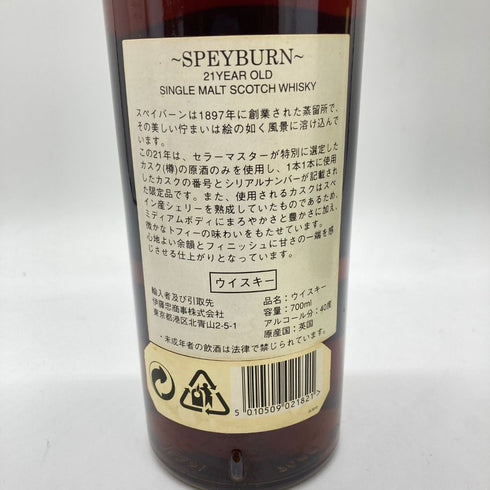 ~SPEYBURN~
21YEAR OLD
SINGLE MALT SCOTCH WHISKY
スペイバーンは1897年に創業された蒸留所で、
その美しい佇まいは絵の如く風景に溶け込んで
います。
この21年は、セラーマスターが特別に選定した
カスク(樽)の原酒のみを使用し、1本1本に使用
したカスクの番号とシリアルナンバーが記載され
た限定品です。また、使用されるカスクはスペ
イン産シェリーを熟成していたものであるため、
ミディアムボディにまろやかさと豊かさに加え、
微かなトフィーの味わいをもたせています。
心地よい余韻とフィニッシュに甘さの一端を感
じさせる仕上がりとなっています。
ウイスキー
輸入者及び引取先
伊藤忠商事株式会社
東京都港区北青山2-5-1
品名:ウイスキー
容量:700ml
アルコール分:40度
原産国:英国
・未成年者の飲酒は法律で禁じられています。
5 010509 021821 >